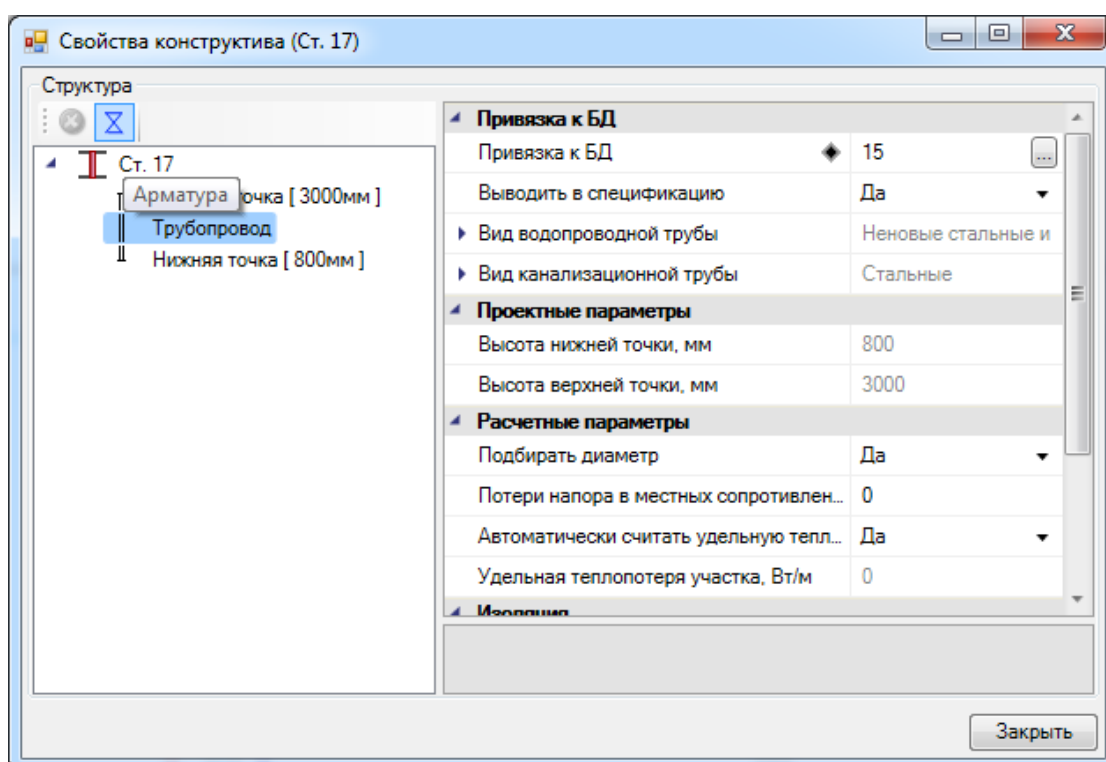 Свойства конструктива (Ст. 17)
Структура
Ст. 17
Арматура
очка [ 3000мм ]
Трубопровод
Нижняя точка [ 800мм ]
Привязка к БД
Привязка к БД 15 ...
Выводить в спецификацию Да
Вид водопроводной трубы Неновые стальные и
Вид канализационной трубы Стальные
Проектные параметры
Высота нижней точки, мм 800
Высота верхней точки, мм 3000
Расчетные параметры
Подбирать диаметр Да
Потери напора в местных сопротивлен... 0
Автоматически считать удельную тепл... Да
Удельная теплопотеря участка, Вт/м 0
Изоляция
Закрыть